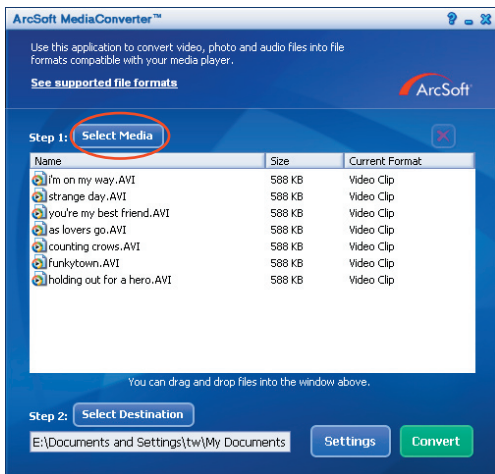 ArcSoft MediaConverter™
Use this application to convert video, photo and audio files into file
formats compatible with your media player.
See supported file formats
ArcSoft
Step 1: Select Media
Name Size Current Format
i'm on my way.AVI 588 KB Video Clip
strange day.AVI 588 KB Video Clip
you're my best friend.AVI 588 KB Video Clip
as lovers go.AVI 588 KB Video Clip
counting crows.AVI 588 KB Video Clip
funkytown.AVI 588 KB Video Clip
holding out for a hero.AVI 588 KB Video Clip
You can drag and drop files into the window above.
Step 2: Select Destination
E:\Documents and Settings\tw\My Documents Settings Convert